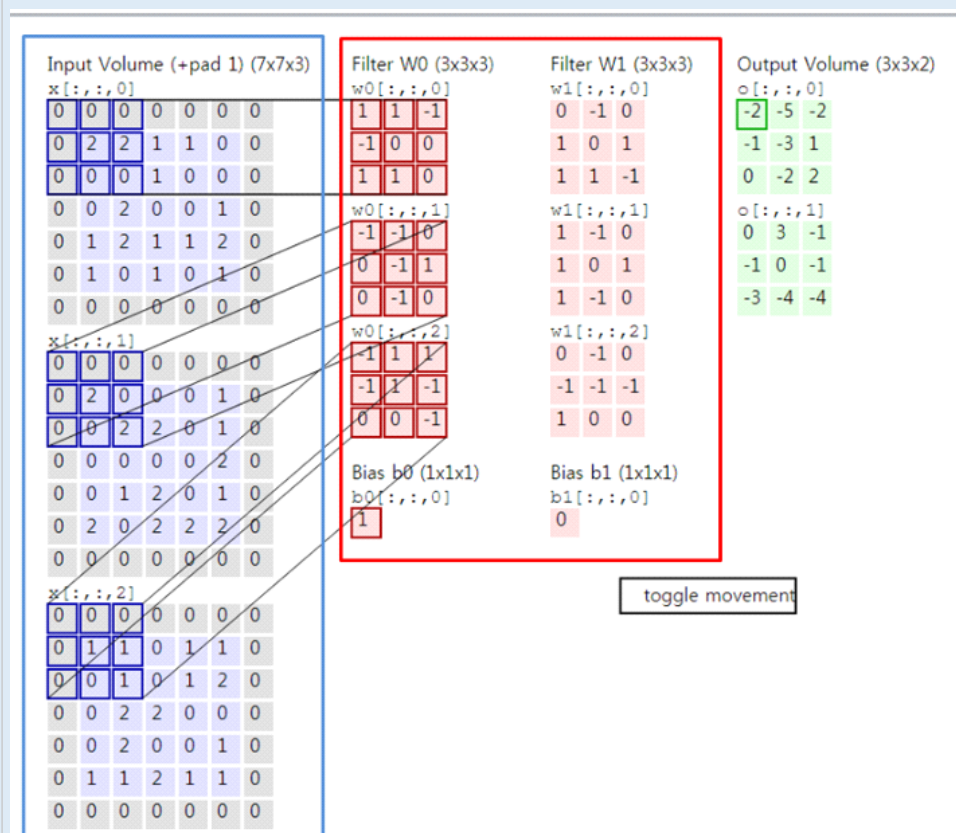 Input Volume (+pad 1) (7x7x3)
x[:,:,0]
0 0 0 0 0 0 0
0 2 2 1 1 0 0
0 0 0 1 0 0 0
0 0 2 0 0 1 0
0 1 2 1 1 2 0
0 1 0 1 0 1 0
0 0 0 0 0 0 0
x[:,:,1]
0 0 0 0 0 0 0
0 2 0 0 0 1 0
0 0 2 2 0 1 0
0 0 0 0 0 2 0
0 0 1 2 0 1 0
0 2 0 2 2 2 0
0 0 0 0 0 0 0
x[:,:,2]
0 0 0 0 0 0 0
0 1 1 0 1 1 0
0 0 1 0 1 2 0
0 0 2 2 0 0 0
0 0 2 0 0 1 0
0 1 1 2 1 1 0
0 0 0 0 0 0 0
Filter W0 (3x3x3)
w0[:,:,0]
1 1 -1
-1 0 0
1 1 0
w0[:,:,1]
-1 -1 0
0 -1 1
0 -1 0
w0[:,:,2]
-1 1 1
-1 1 -1
0 0 -1
Bias b0 (1x1x1)
b0[:,:,0]
1
Filter W1 (3x3x3)
w1[:,:,0]
0 -1 0
1 0 1
1 1 -1
w1[:,:,1]
1 -1 0
1 0 1
1 -1 0
w1[:,:,2]
0 -1 0
-1 -1 -1
1 0 0
Bias b1 (1x1x1)
b1[:,:,0]
0
Output Volume (3x3x2)
o[:,:,0]
-2 -5 -2
-1 -3 1
0 -2 2
o[:,:,1]
0 3 -1
-1 0 -1
-3 -4 -4
toggle movement